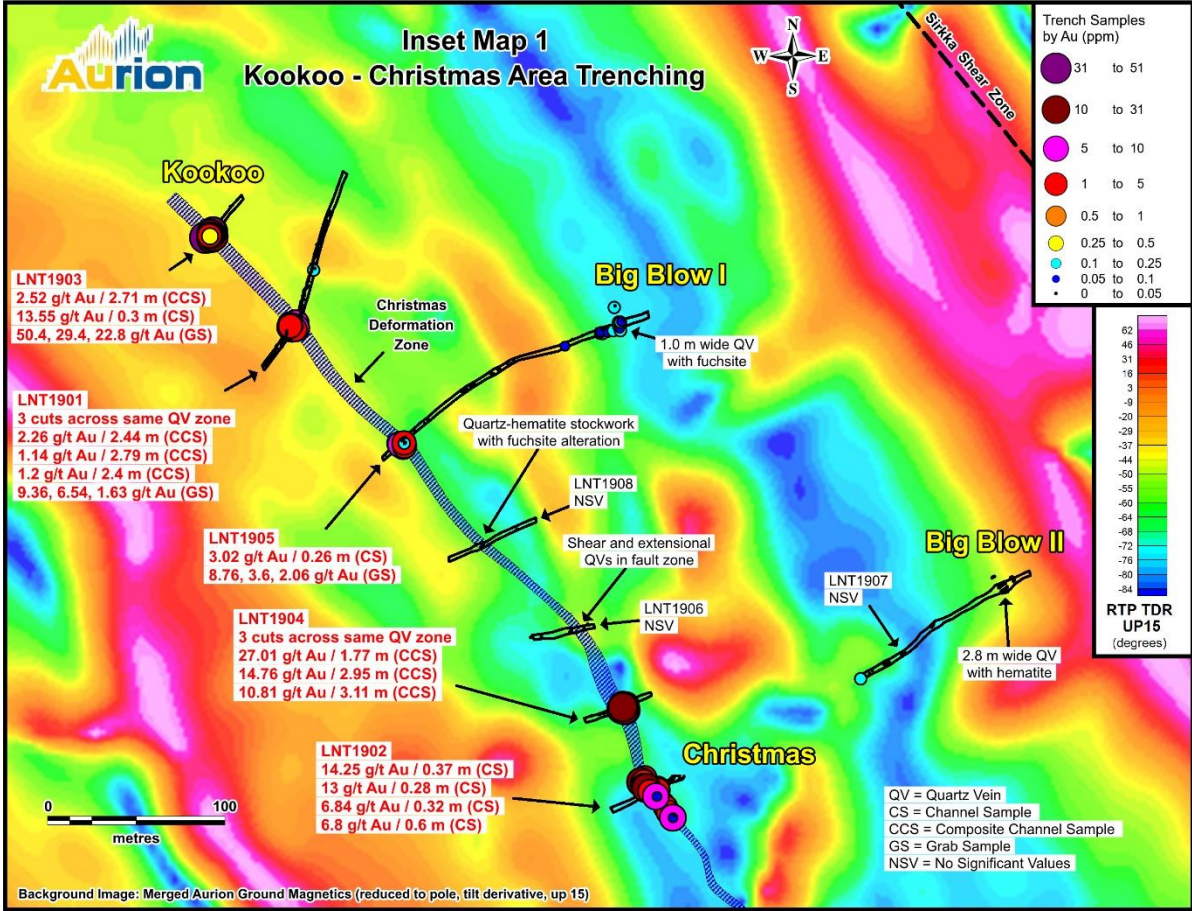 Aurion
Inset Map 1
Kookoo - Christmas Area Trenching
N
W
E
S
Sirkka Shear Zone
Trench Samples
by Au (ppm)
31 to 51
10 to 31
5 to 10
1 to 5
0.5 to 1
0.25 to 0.5
0.1 to 0.25
0.05 to 0.1
0 to 0.05
62
46
31
16
3
-9
-20
-29
-37
-44
-50
-55
-60
-64
-68
-72
-76
-80
-84
RTP TDR
UP15
(degrees)
Kookoo
LNT1903
2.52 g/t Au / 2.71 m (CCS)
13.55 g/t Au / 0.3 m (CS)
50.4, 29.4, 22.8 g/t Au (GS)
Christmas
Deformation
Zone
Big Blow I
1.0 m wide QV
with fuchsite
LNT1901
3 cuts across same QV zone
2.26 g/t Au / 2.44 m (CCS)
1.14 g/t Au / 2.79 m (CCS)
1.2 g/t Au / 2.4 m (CCS)
9.36, 6.54, 1.63 g/t Au (GS)
Quartz-hematite stockwork
with fuchsite alteration
LNT1908
NSV
LNT1905
3.02 g/t Au / 0.26 m (CS)
8.76, 3.6, 2.06 g/t Au (GS)
Shear and extensional
QVs in fault zone
LNT1906
NSV
Big Blow II
LNT1907
NSV
2.8 m wide QV
with hematite
LNT1904
3 cuts across same QV zone
27.01 g/t Au / 1.77 m (CCS)
14.76 g/t Au / 2.95 m (CCS)
10.81 g/t Au / 3.11 m (CCS)
Christmas
LNT1902
14.25 g/t Au / 0.37 m (CS)
13 g/t Au / 0.28 m (CS)
6.84 g/t Au / 0.32 m (CS)
6.8 g/t Au / 0.6 m (CS)
0 100
metres
QV = Quartz Vein
CS = Channel Sample
CCS = Composite Channel Sample
GS = Grab Sample
NSV = No Significant Values
Background Image: Merged Aurion Ground Magnetics (reduced to pole, tilt derivative, up 15)